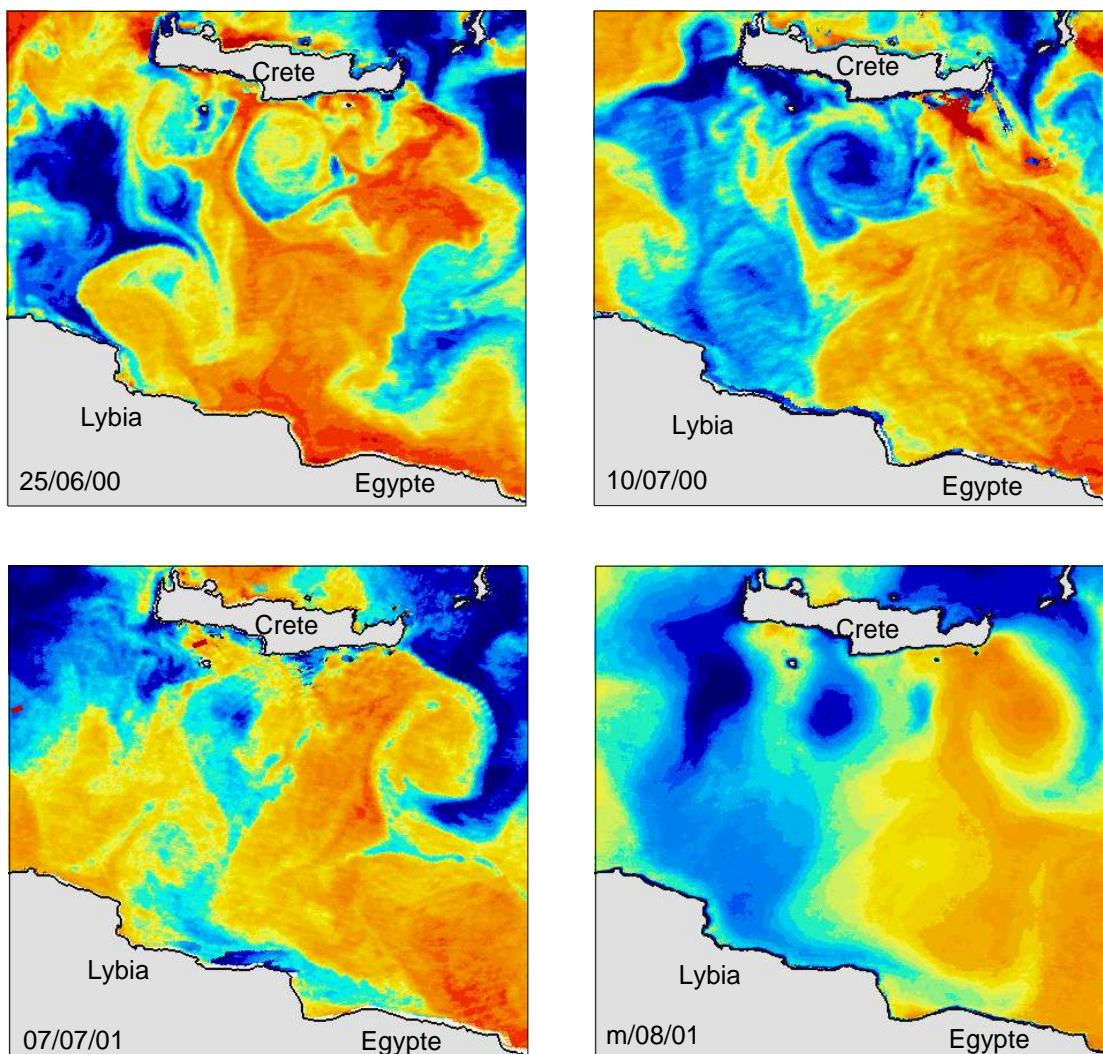 Crete
Lybia
25/06/00
Egypte
Crete
Lybia
10/07/00
Egypte
Crete
Lybia
07/07/01
Egypte
Crete
Lybia
m/08/01
Egypte